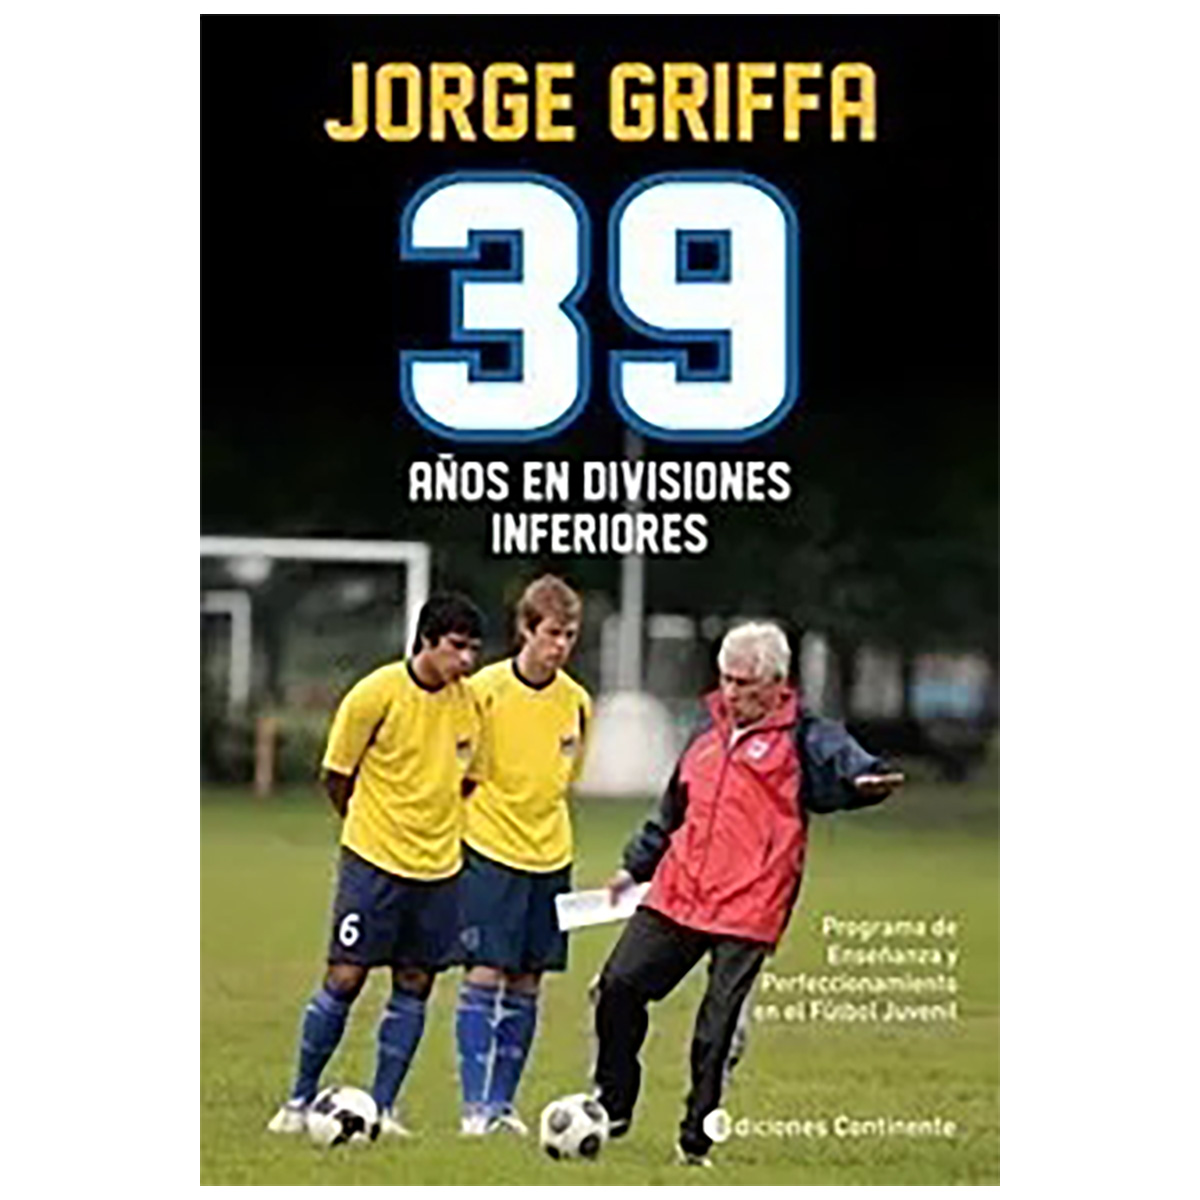 JORGE GRIFFA
39
AÑOS EN DIVISIONES
INFERIORES
6
Programa de
Enseñanza y
Perfeccionamiento
en el Fútbol Juvenil
Ediciones Continente